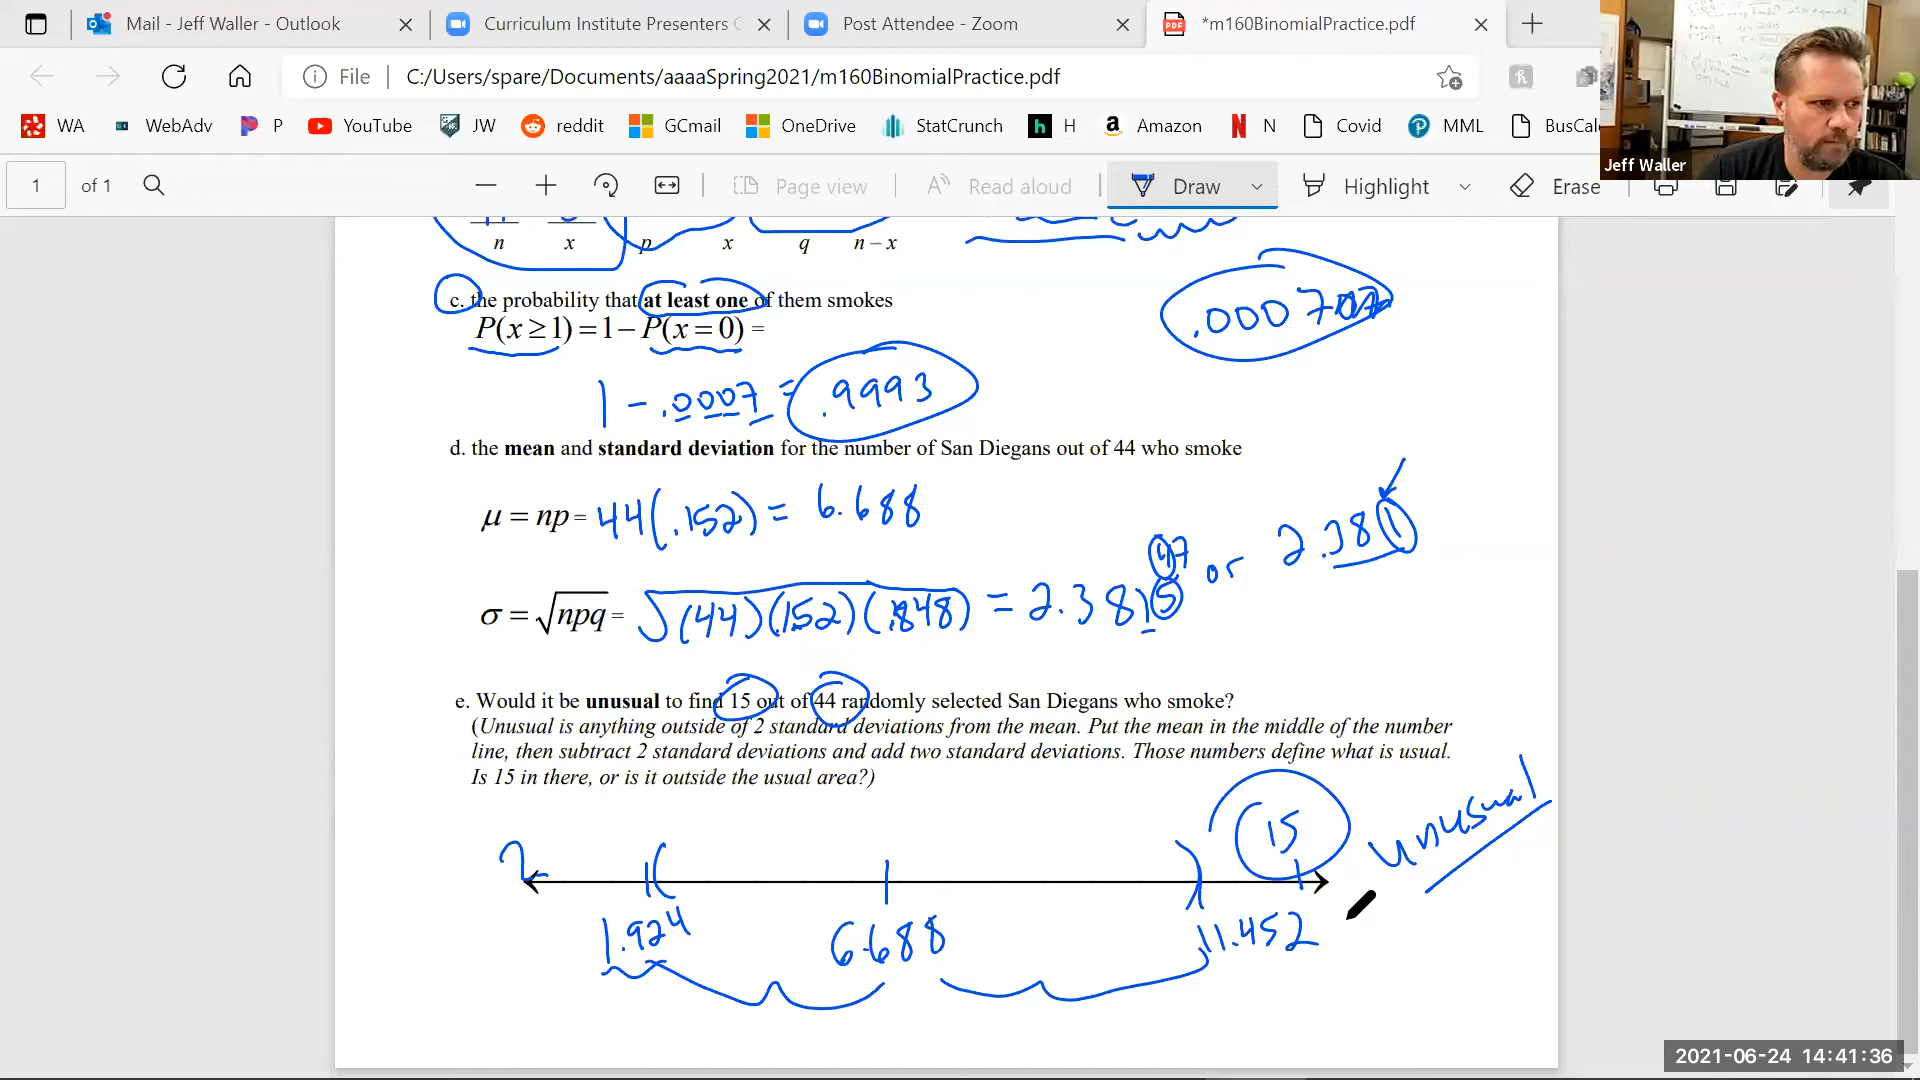 Mail - Jeff Waller - Outlook
Curriculum Institute Presenters C
Post Attendee - Zoom
*m160BinomialPractice.pdf
File
C:/Users/spare/Documents/aaaaSpring2021/m160BinomialPractice.pdf
WA WebAdv P YouTube JW reddit GCmail OneDrive StatCrunch H Amazon N Covid MML BusCalc
Jeff Waller
1 of 1 Page view Read aloud Draw Highlight Erase
n x p x q n – x
c. the probability that at least one of them smokes
.0007
P(x ≥ 1) = 1 – P(x = 0) =
1 - .0007 = .9993
d. the mean and standard deviation for the number of San Diegans out of 44 who smoke
μ = np = 44(.152) = 6.688
σ = √npq = √(44)(.152)(.848) = 2.3815 or 2.381
47
e. Would it be unusual to find 15 out of 44 randomly selected San Diegans who smoke?
(Unusual is anything outside of 2 standard deviations from the mean. Put the mean in the middle of the number
line, then subtract 2 standard deviations and add two standard deviations. Those numbers define what is usual.
Is 15 in there, or is it outside the usual area?)
15 unusual
2
1.924 6.688 11.452
2021-06-24 14:41:36